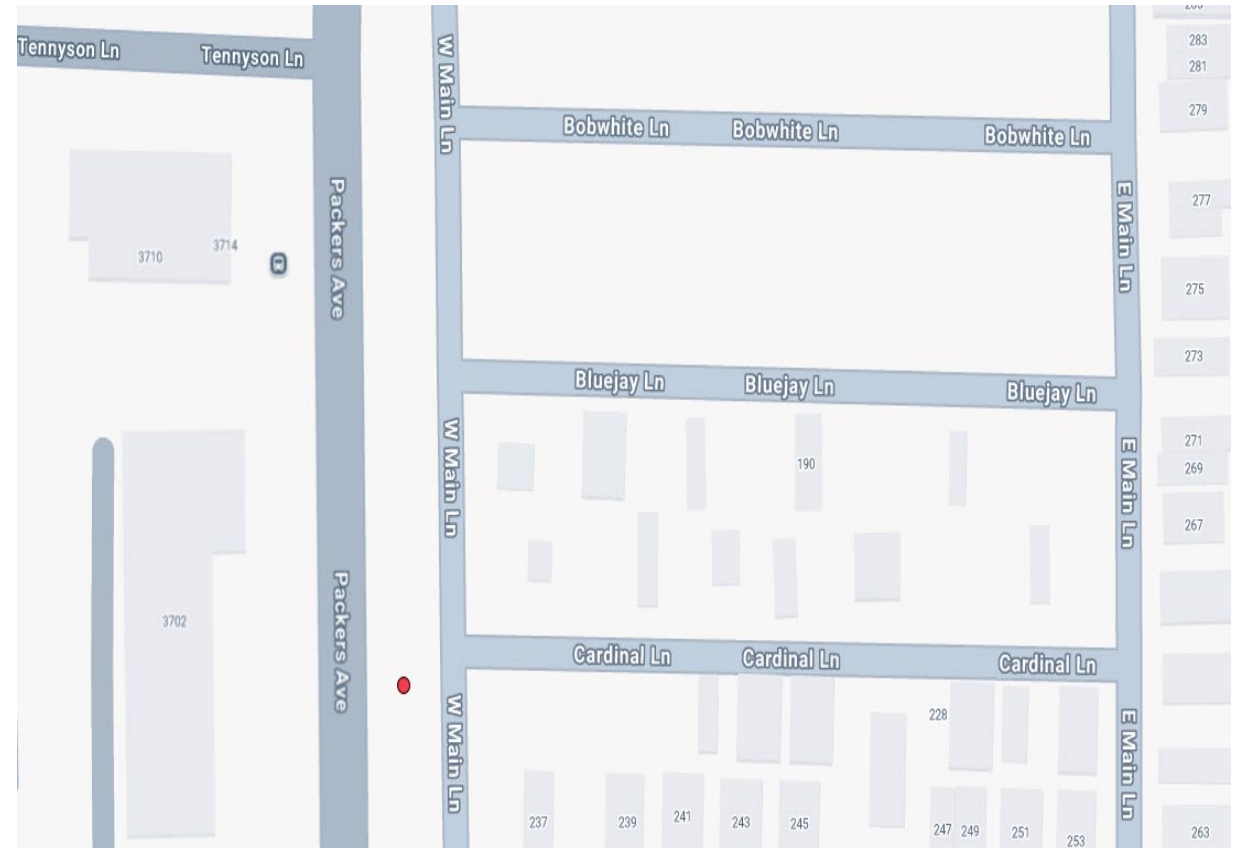 283
Tennyson Ln
Tennyson Ln
W Main Ln
281
279
Bobwhite Ln
Bobwhite Ln
Bobwhite Ln
Packers Ave
E Main Ln
277
3714
3710
275
273
Bluejay Ln
Bluejay Ln
Bluejay Ln
W Main Ln
E Main Ln
271
190
269
267
3702
Packers Ave
Cardinal Ln
Cardinal Ln
Cardinal Ln
W Main Ln
228
E Main Ln
237
239
241
243
245
247
249
251
253
263